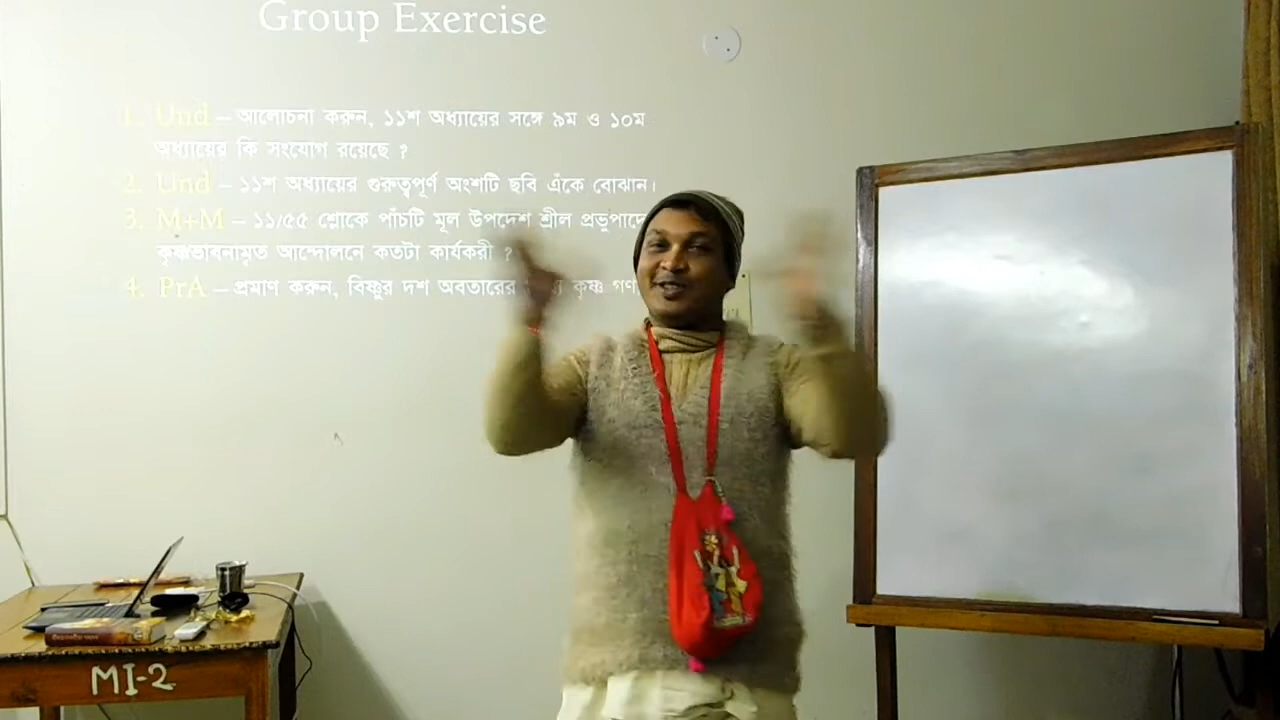 Group Exercise
1. Und – আলোচনা করুন, ১১শ অধ্যায়ের সঙ্গে ৯ম ও ১০ম
অধ্যায়ের কি সংযোগ রয়েছে ?
2. Und – ১১শ অধ্যায়ের গুরুত্বপূর্ণ অংশটি ছবি এঁকে বোঝান।
3. M+M – ১১/৫৫ শ্লোকে পাঁচটি মূল উপদেশ শ্রীল প্রভুপাদে
কৃষ্ণভাবনামৃত আন্দোলনে কতটা কার্যকরী ?
4. PrA – প্রমাণ করুন, বিষ্ণুর দশ অবতারের কৃষ্ণ গণ
MI-2